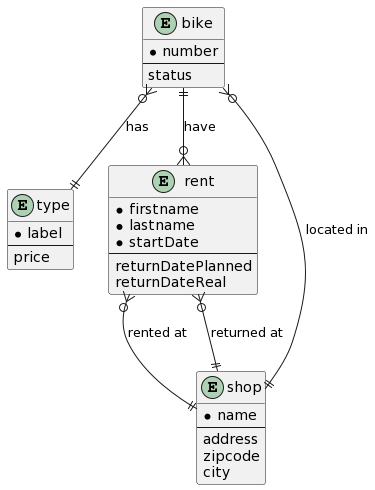 E bike
* number
status
has
have
E type
* label
price
E rent
* firstname
* lastname
* startDate
returnDatePlanned
returnDateReal
located in
rented at
returned at
E shop
* name
address
zipcode
city